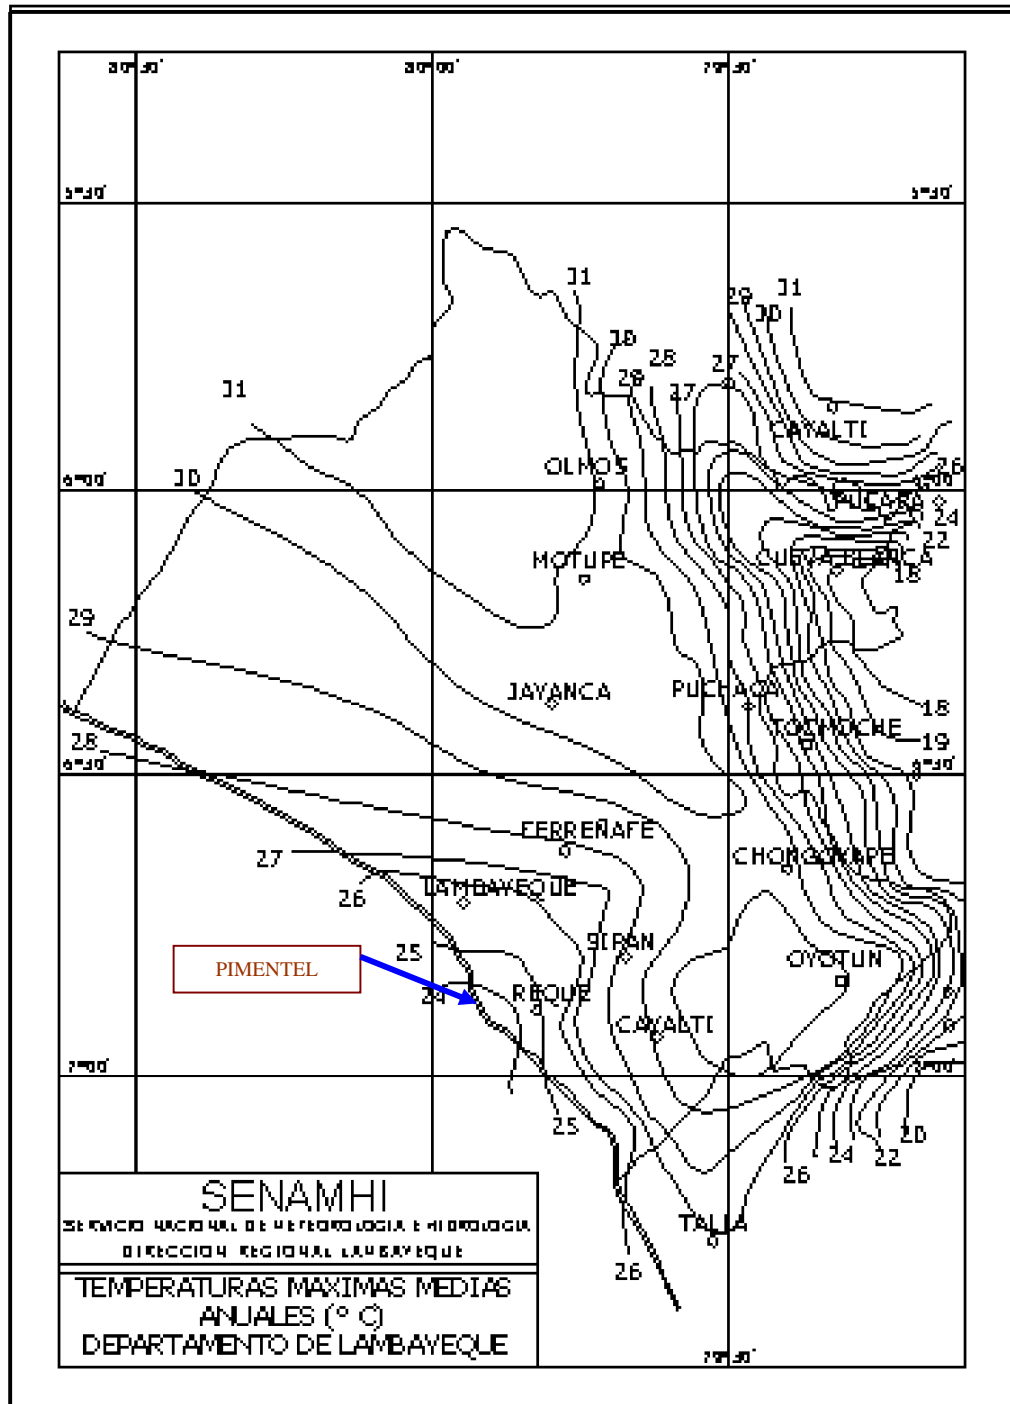 80°30'
80°00'
79°30'
5°30'
5°30'
31
29
31
30
30
28
27
29
27
31
CAYALTI
OLMOS
26
30
6°00'
PUCARA
24
22
MOTUPE
CUEVA BLANCA
18
29
JAYANCA
PUCHACA
18
TOCMOCHE
28
19
6°30'
6°30'
FERREÑAFE
27
CHONGOYAPE
LAMBAYEQUE
26
SIPAN
25
OYOTUN
PIMENTEL
24
REQUE
CAYALTI
7°00'
25
20
24
22
26
SENAMHI
SERVICIO NACIONAL DE METEOROLOGIA E HIDROLOGIA
DIRECCION REGIONAL LAMBAYEQUE
TALLA
26
TEMPERATURAS MAXIMAS MEDIAS
ANUALES (° C)
DEPARTAMENTO DE LAMBAYEQUE
79°30'